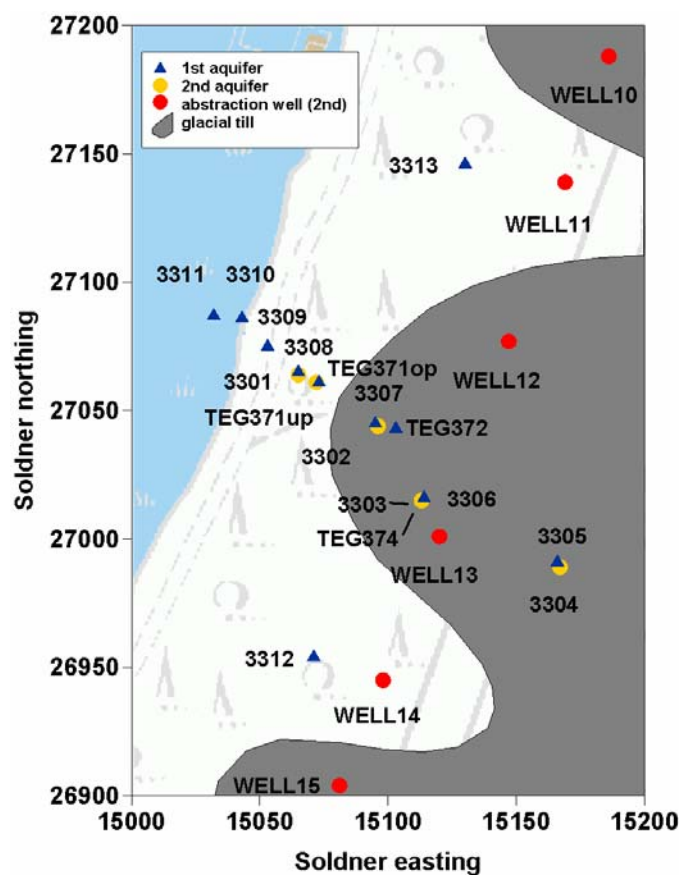 27200
1st aquifer
2nd aquifer
abstraction well (2nd)
glacial till
WELL10
27150
3313
WELL11
27100
3311 3310
3309
3308
WELL12
TEG371op
3301
3307
27050
TEG371up
TEG372
3302
3303
3306
TEG374
27000
3305
WELL13
3304
26950
3312
WELL14
WELL15
26900
15000 15050 15100 15150 15200
Soldner easting
Soldner northing